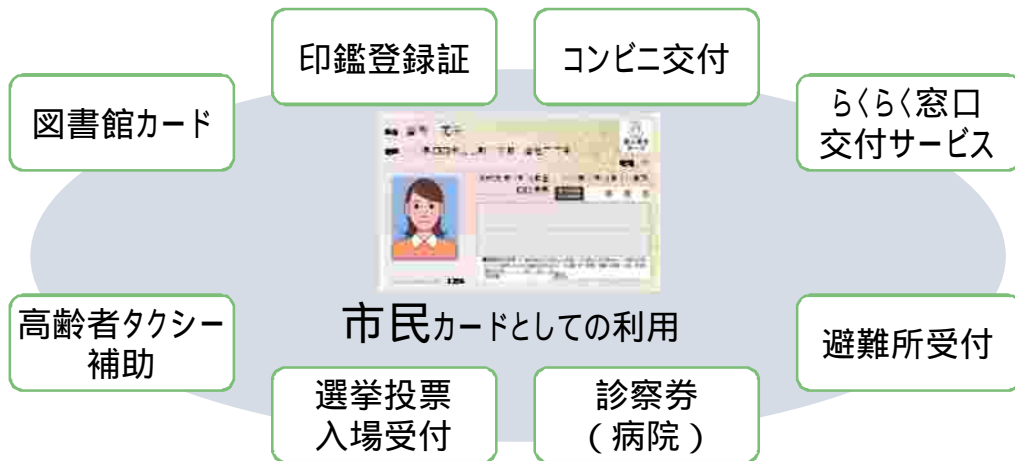 印鑑登録証
コンビニ交付
図書館カード
らくらく窓口
交付サービス
市民カードとしての利用
高齢者タクシー
補助
避難所受付
選挙投票
入場受付
診察券
(病院)